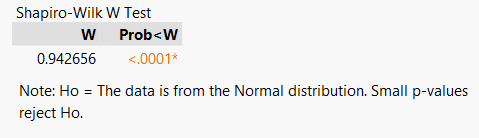 Shapiro-Wilk W Test
W Prob<W
0.942656 <.0001*
Note: Ho = The data is from the Normal distribution. Small p-values
reject Ho.